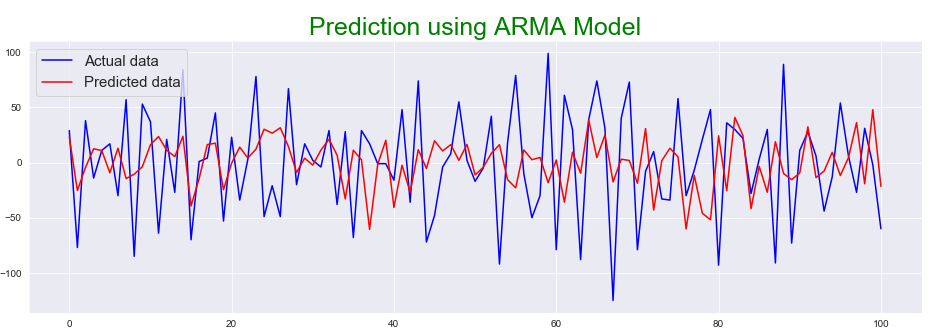 Prediction using ARMA Model
Actual data
Predicted data
100
50
0
−50
−100
0 20 40 60 80 100